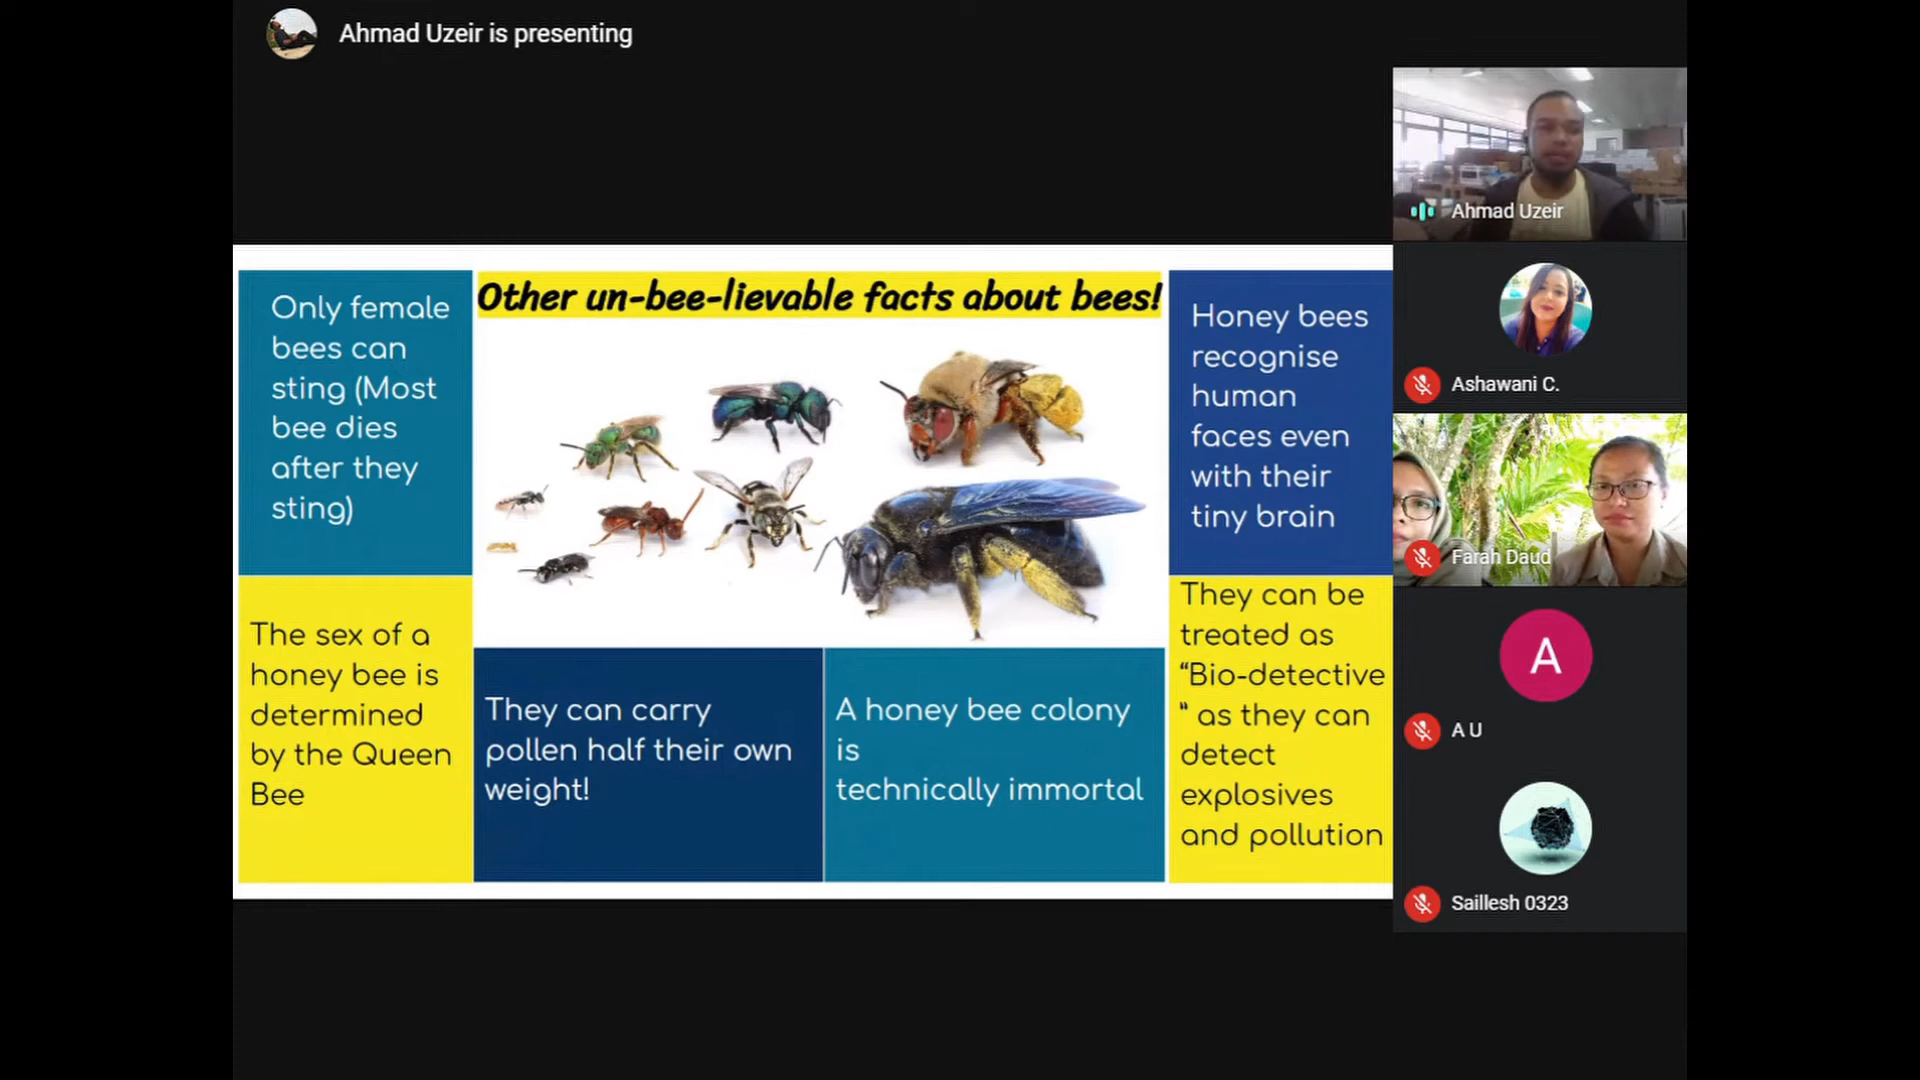 Ahmad Uzeir is presenting
Only female
bees can
sting (Most
bee dies
after they
sting)
Other un-bee-lievable facts about bees!
Honey bees
recognise
human
faces even
with their
tiny brain
The sex of a
honey bee is
determined
by the Queen
Bee
They can carry
pollen half their own
weight!
A honey bee colony
is
technically immortal
They can be
treated as
“Bio-detective
“ as they can
detect
explosives
and pollution
Ahmad Uzeir
Ashawani C.
Farah Daud
A
A U
Saillesh 0323